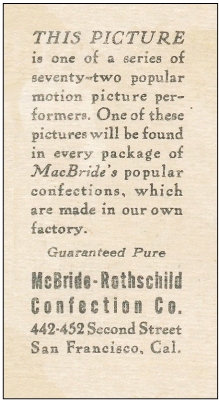 THIS PICTURE
is one of a series of
seventy-two popular
motion picture per-
formers. One of these
pictures will be found
in every package of
MacBride's popular
confections, which
are made in our own
factory.
Guaranteed Pure
McBride-Rothschild
Confection Co.
442-452 Second Street
San Francisco, Cal.